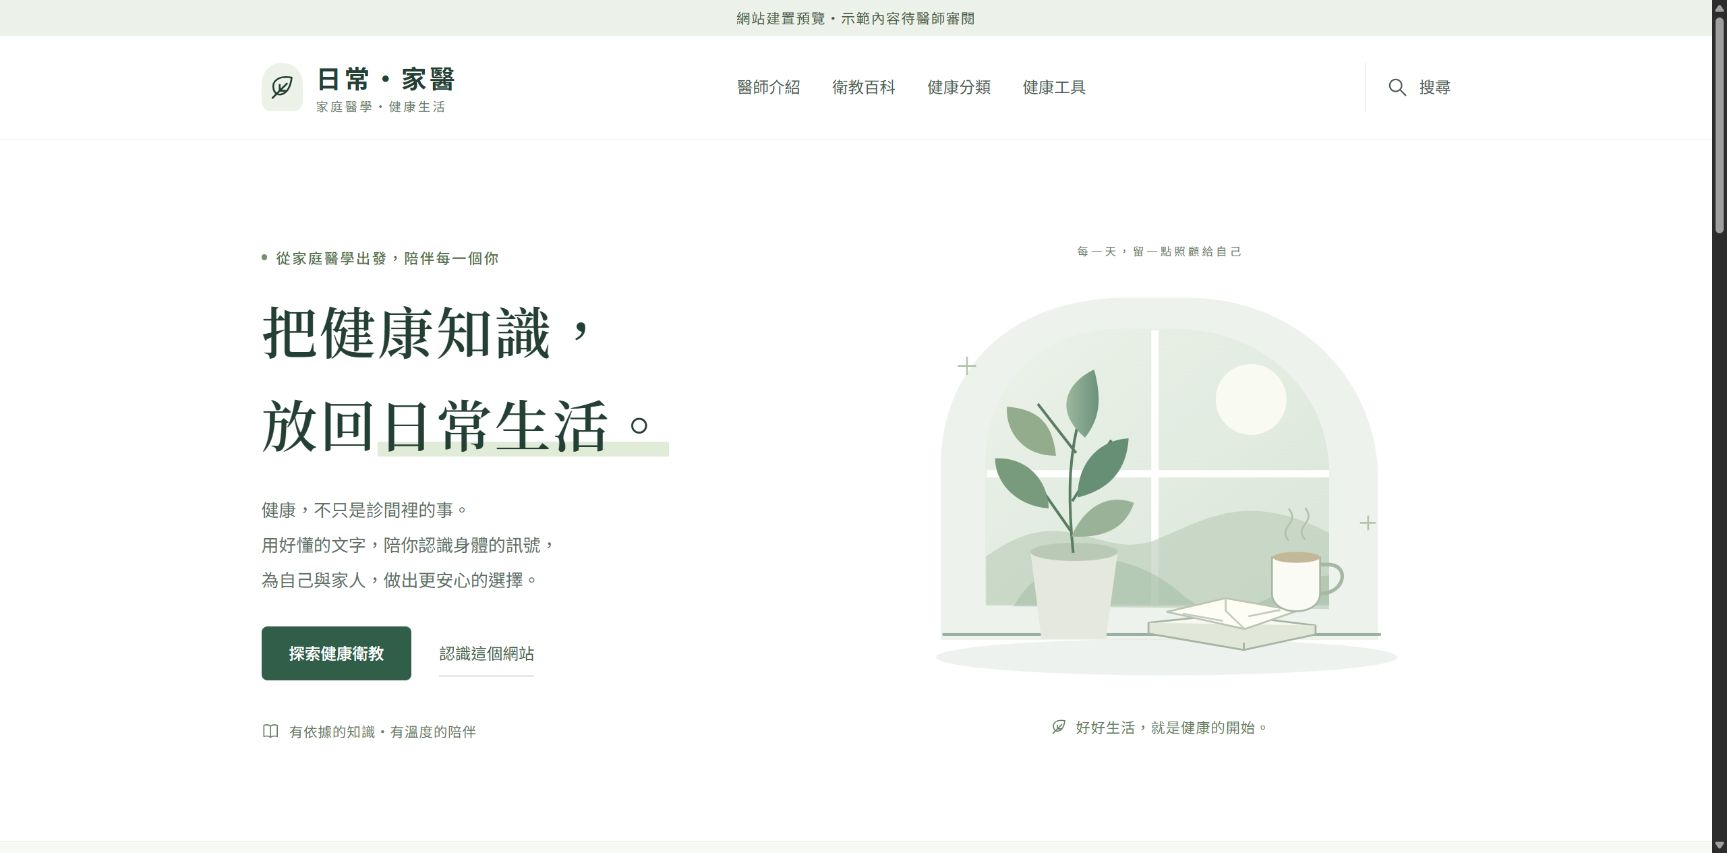 網站建置預覽・示範內容待醫師審閱
日常・家醫
家庭醫學・健康生活
醫師介紹
衛教百科
健康分類
健康工具
搜尋
從家庭醫學出發，陪伴每一個你
把健康知識，
放回日常生活。
健康，不只是診間裡的事。
用好懂的文字，陪你認識身體的訊號，
為自己與家人，做出更安心的選擇。
探索健康衛教
認識這個網站
有依據的知識・有溫度的陪伴
每一天，留一點照顧給自己
好好生活，就是健康的開始。